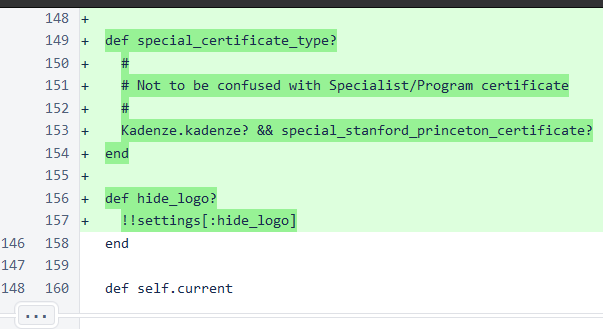 148 +
149 + def special_certificate_type?
150 + #
151 + # Not to be confused with Specialist/Program certificate
152 + #
153 + Kadenze.kadenze? && special_stanford_princeton_certificate?
154 + end
155 +
156 + def hide_logo?
157 + !!settings[:hide_logo]
146 158 end
147 159
148 160 def self.current
...